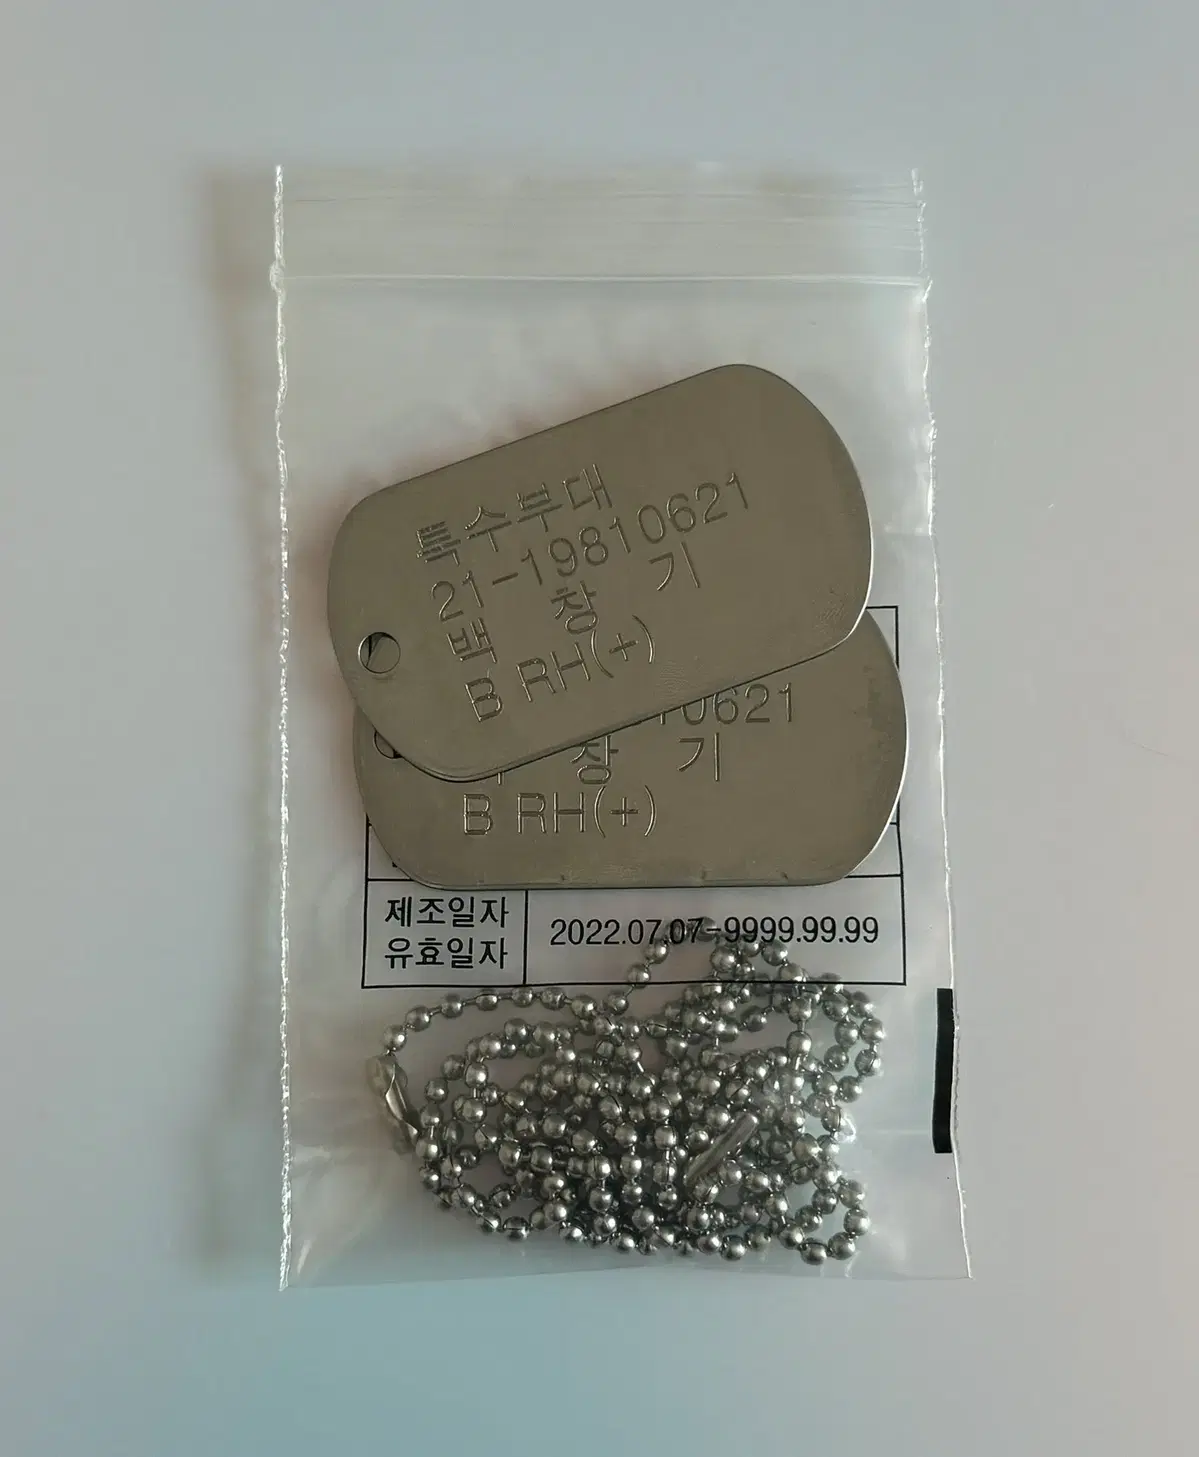 특수부대
21-19810621
백 창 기
B RH(+)
10621
창 기
B RH(+)
제조일자
유효일자
2022.07.07-9999.99.99